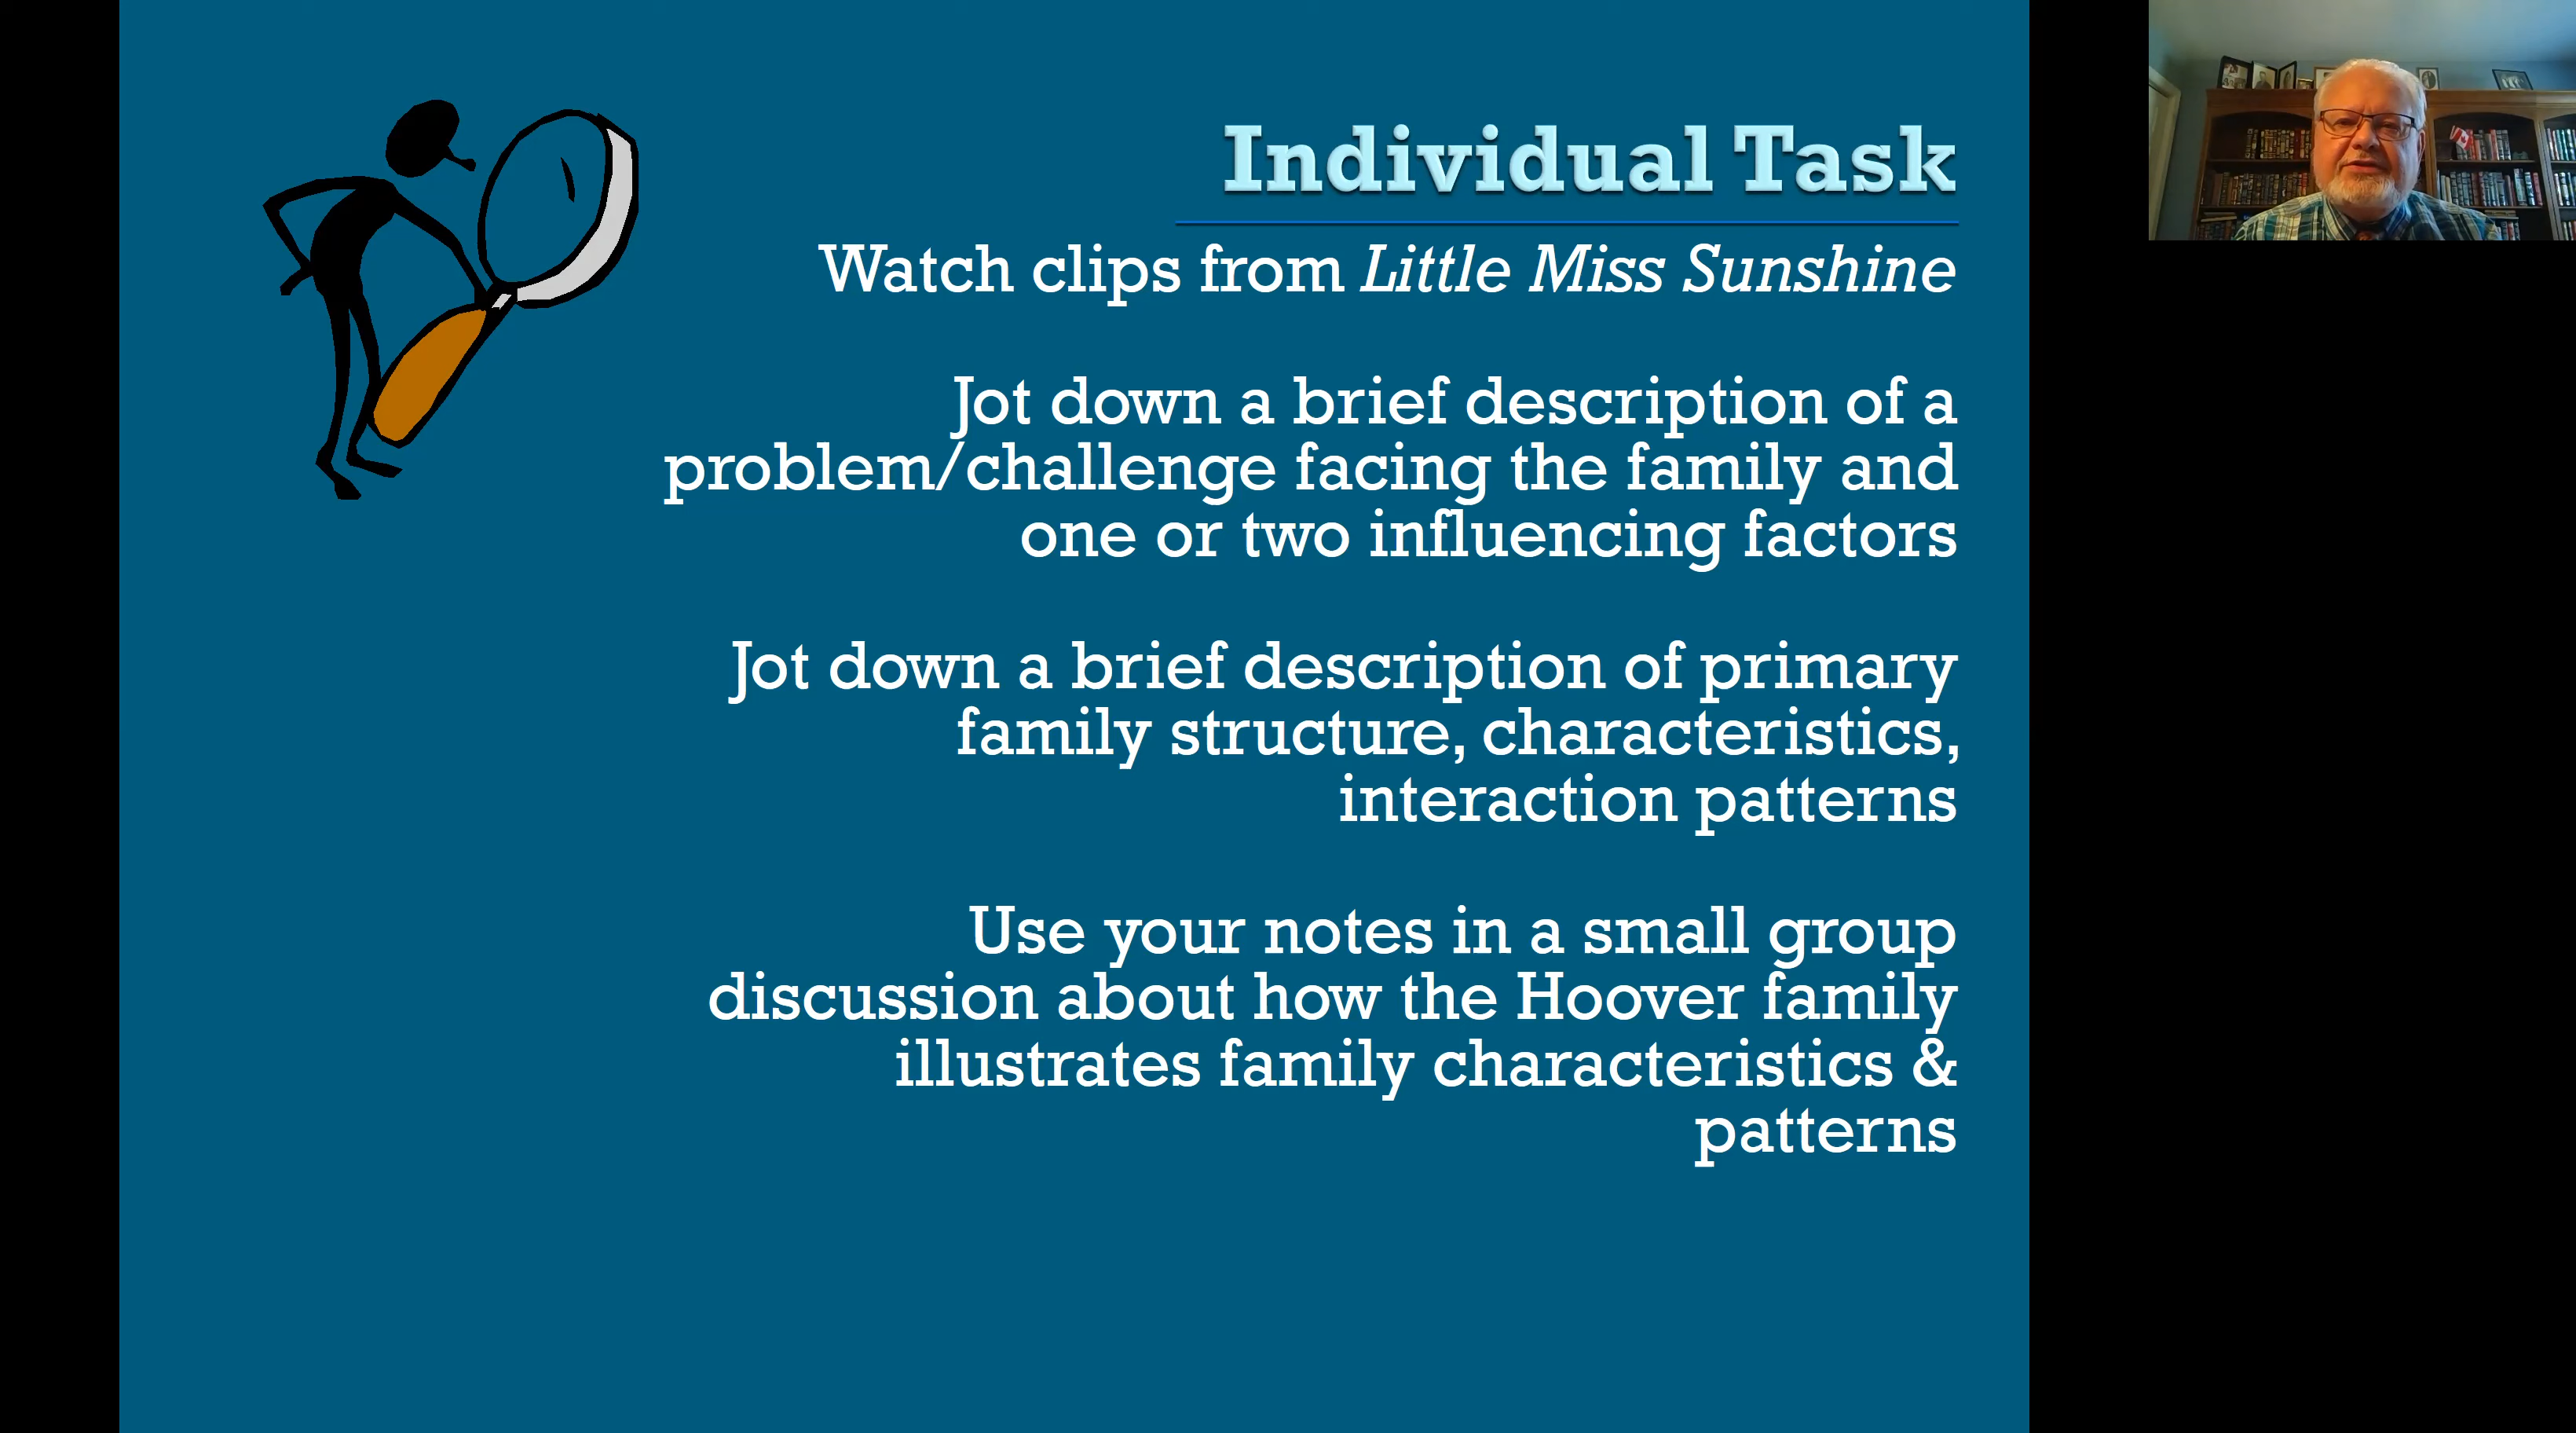 Individual Task
Watch clips from Little Miss Sunshine
Jot down a brief description of a
problem/challenge facing the family and
one or two influencing factors
Jot down a brief description of primary
family structure, characteristics,
interaction patterns
Use your notes in a small group
discussion about how the Hoover family
illustrates family characteristics &
patterns